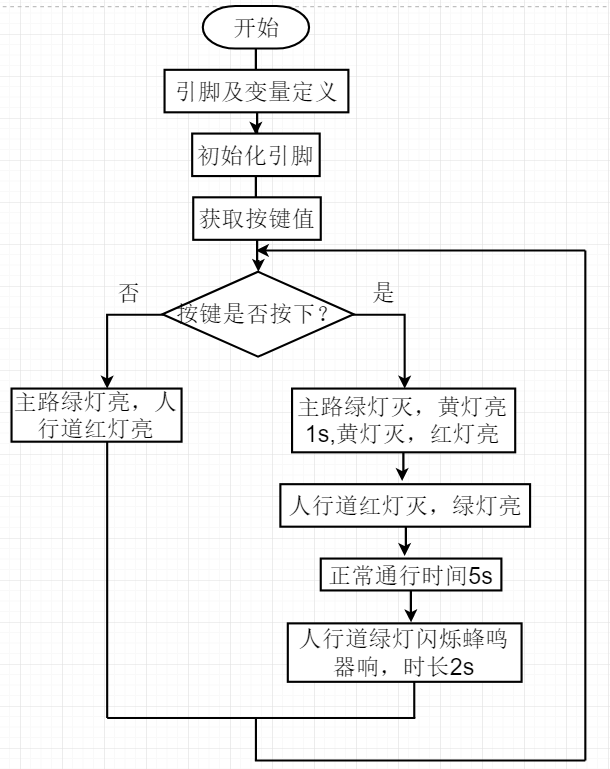 开始
引脚及变量定义
初始化引脚
获取按键值
否
是
按键是否按下？
主路绿灯亮，人
行道红灯亮
主路绿灯灭，黄灯亮
1s,黄灯灭，红灯亮
人行道红灯灭，绿灯亮
正常通行时间5s
人行道绿灯闪烁蜂鸣
器响，时长2s